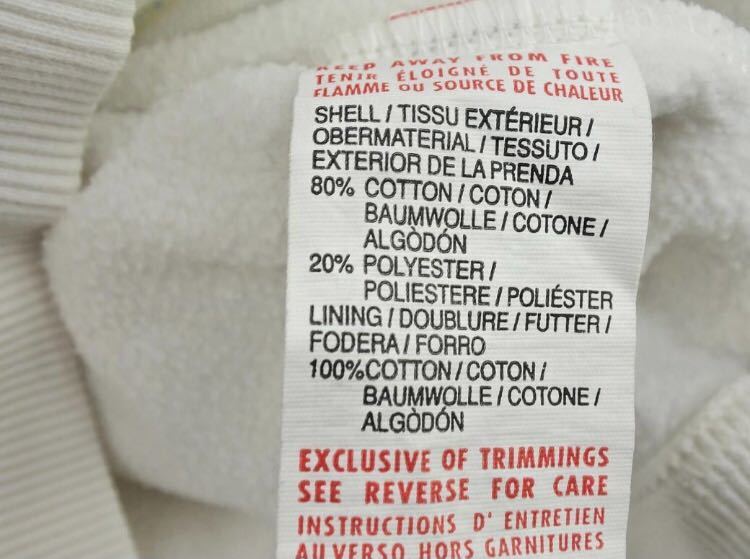 KEEP AWAY FROM FIRE
TENIR ÉLOIGNÉ DE TOUTE
FLAMME OU SOURCE DE CHALEUR
SHELL / TISSU EXTÉRIEUR /
OBERMATERIAL / TESSUTO /
EXTERIOR DE LA PRENDA
80% COTTON / COTON /
BAUMWOLLE / COTONE /
ALGÒDÓN
20% POLYESTER /
POLIESTERE / POLIÉSTER
LINING / DOUBLURE / FUTTER /
FODERA / FORRO
100%COTTON / COTON /
BAUMWOLLE / COTONE /
ALGÒDÓN
EXCLUSIVE OF TRIMMINGS
SEE REVERSE FOR CARE
INSTRUCTIONS D' ENTRETIEN
AU VERSO HORS GARNITURES